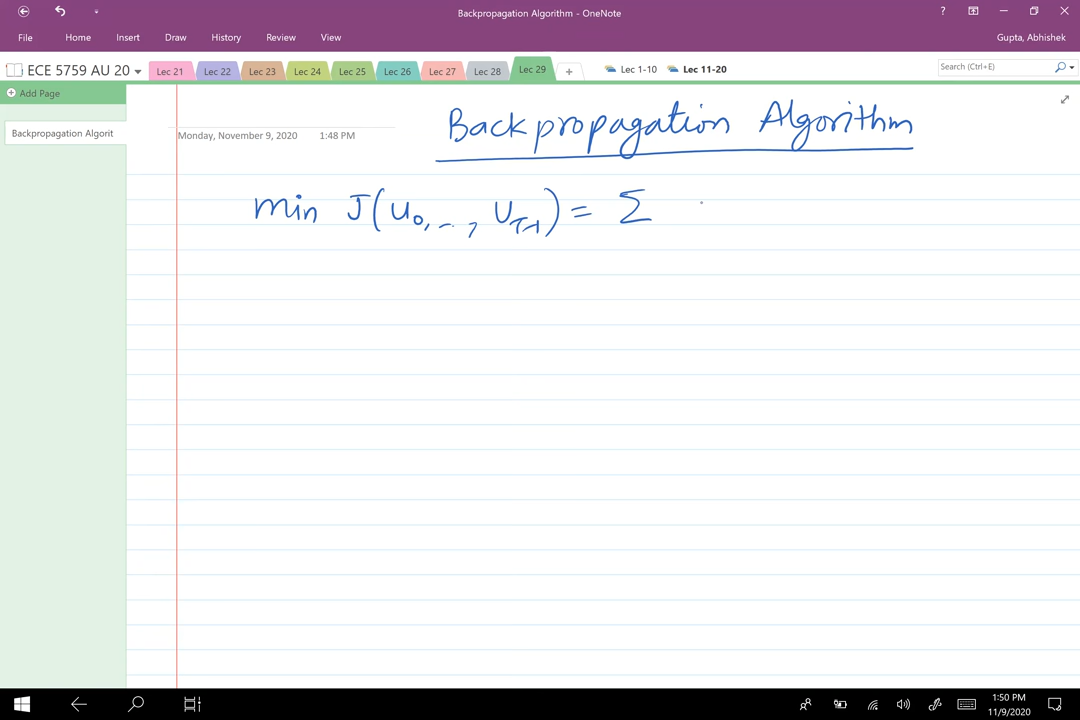 Backpropagation Algorithm - OneNote
?
File Home Insert Draw History Review View Gupta, Abhishek
ECE 5759 AU 20 Lec 21 Lec 22 Lec 23 Lec 24 Lec 25 Lec 26 Lec 27 Lec 28 Lec 29 + Lec 1-10 Lec 11-20 Search (Ctrl+E)
Add Page
Backpropagation Algorit
Monday, November 9, 2020 1:48 PM
Backpropagation Algorithm
min J(u0, ..., uT-1) = Σ
1:50 PM
11/9/2020